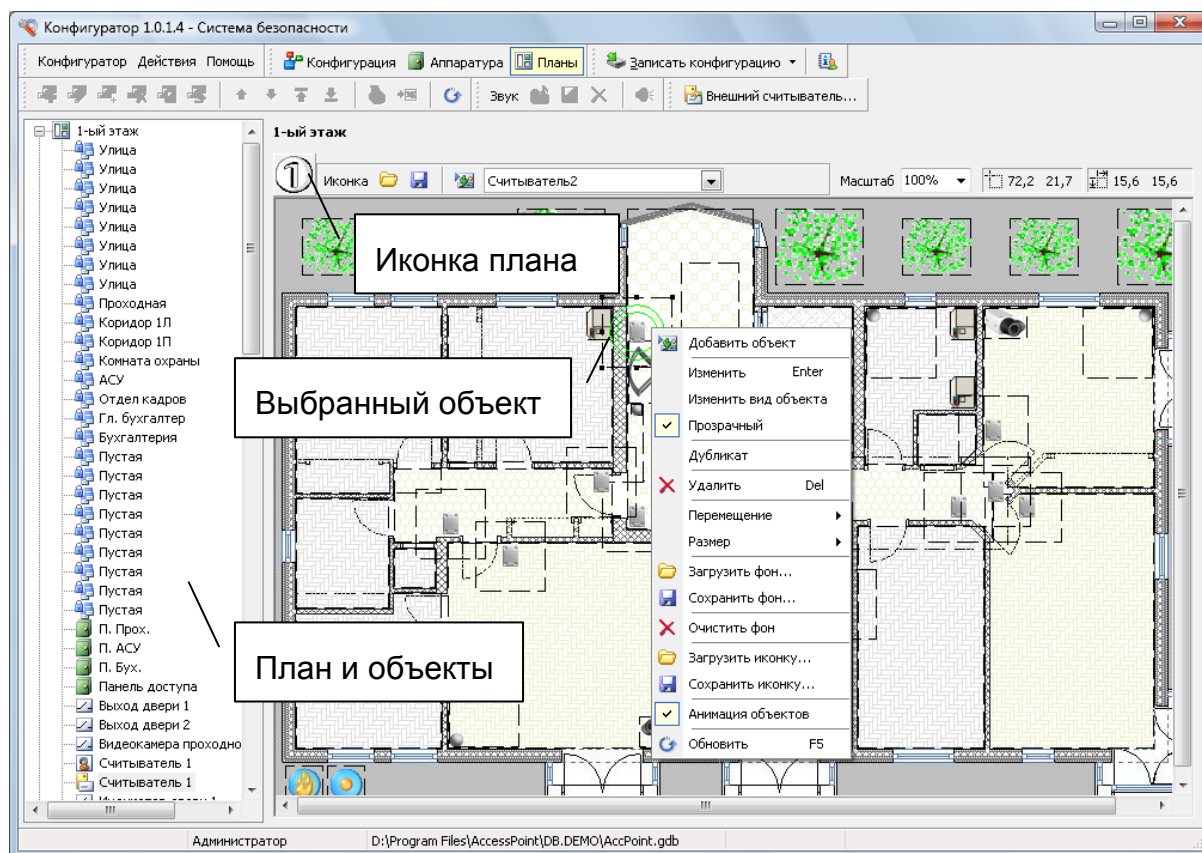 Конфигуратор 1.0.1.4 - Система безопасности
Конфигуратор Действия Помощь Конфигурация Аппаратура Планы Записать конфигурацию
Звук Внешний считыватель...
1-ый этаж
Улица
Улица
Улица
Улица
Улица
Улица
Улица
Улица
Проходная
Коридор 1Л
Коридор 1П
Комната охраны
АСУ
Отдел кадров
Гл. бухгалтер
Бухгалтерия
Пустая
Пустая
Пустая
Пустая
Пустая
Пустая
Пустая
Пустая
Пустая
П. Прох.
П. АСУ
П. Бух.
Панель доступа
Выход двери 1
Выход двери 2
Видеокамера проходно
Считыватель 1
Считыватель 1
1-ый этаж
1 Иконка Считыватель2 Масштаб 100% 72,2 21,7 15,6 15,6
Иконка плана
Выбранный объект
План и объекты
Добавить объект
Изменить Enter
Изменить вид объекта
Прозрачный
Дубликат
Удалить Del
Перемещение
Размер
Загрузить фон...
Сохранить фон...
Очистить фон
Загрузить иконку...
Сохранить иконку...
Анимация объектов
Обновить F5
Администратор D:\Program Files\AccessPoint\DB.DEMO\AccPoint.gdb